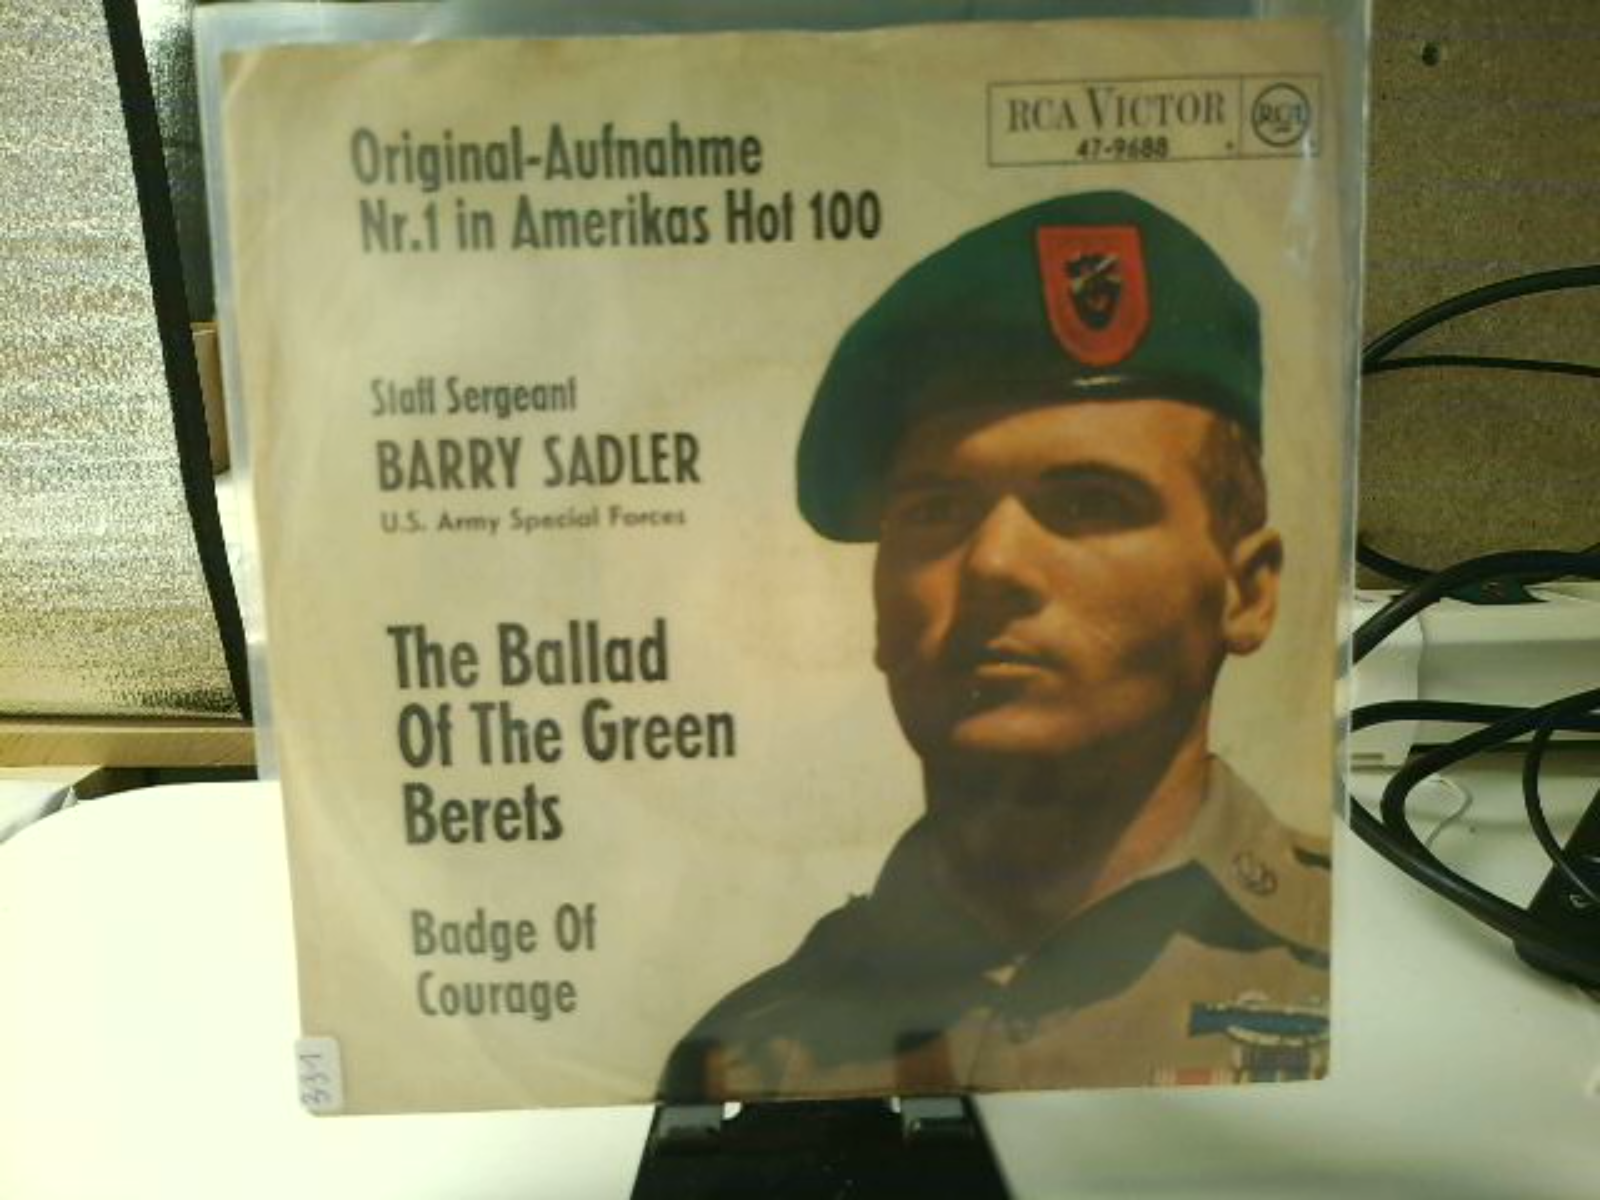 Original-Aufnahme
Nr.1 in Amerikas Hot 100
RCA VICTOR
RCA
47-9688
Staff Sergeant
BARRY SADLER
U.S. Army Special Forces
The Ballad
Of The Green
Berets
Badge Of
Courage
331